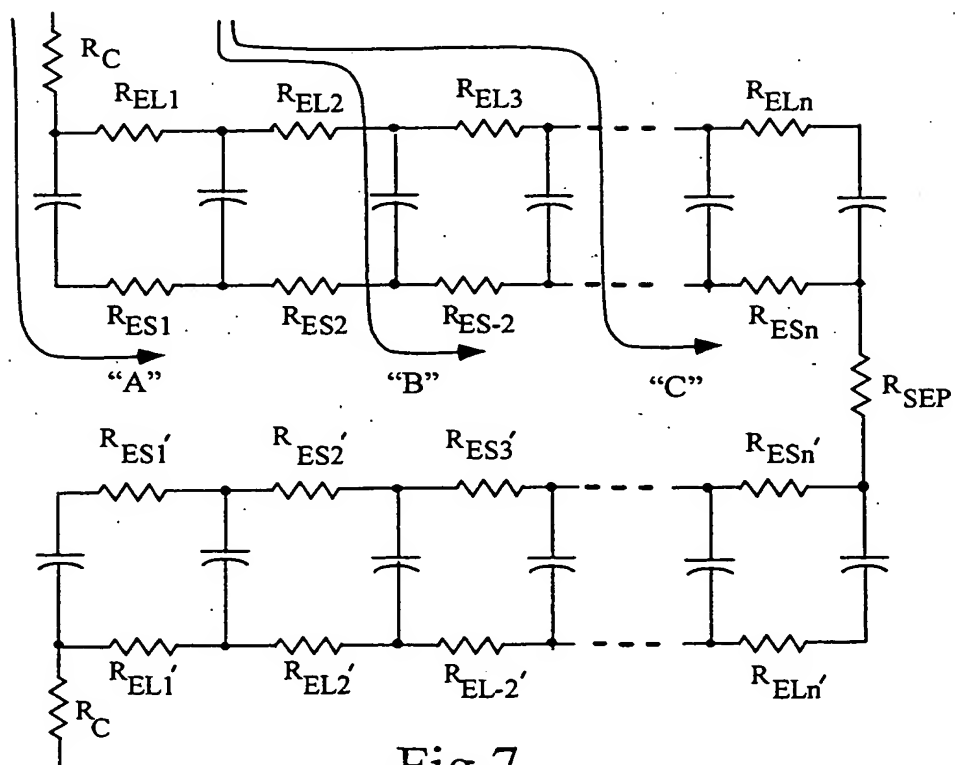 R_C
R_EL1 R_EL2 R_EL3 R_ELn
R_ES1 R_ES2 R_ES-2 R_ESn
“A” “B” “C” R_SEP
R_ES1′ R_ES2′ R_ES3′ R_ESn′
R_EL1′ R_EL2′ R_EL-2′ R_ELn′
R_C
Fig 7